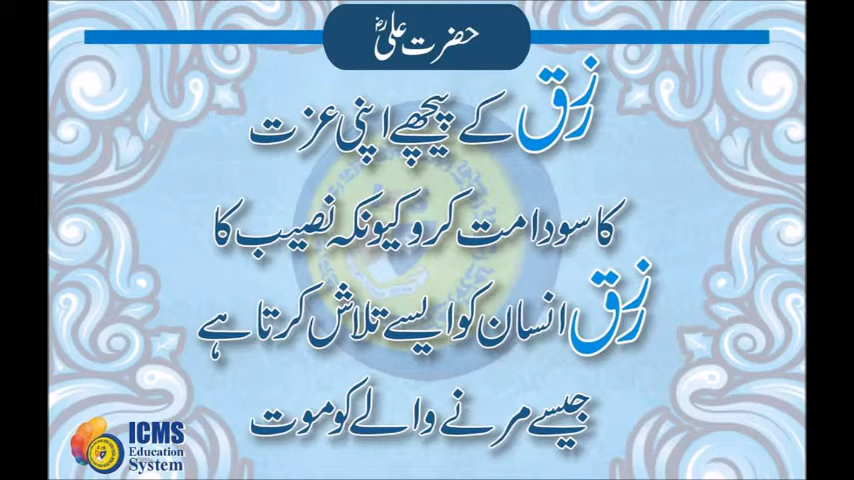 حضرت علیؓ
رزق کے پیچھے اپنی عزت
کا سودا مت کرو کیونکہ نصیب کا
رزق انسان کو ایسے تلاش کرتا ہے
جیسے مرنے والے کو موت
ICMS
Education
System